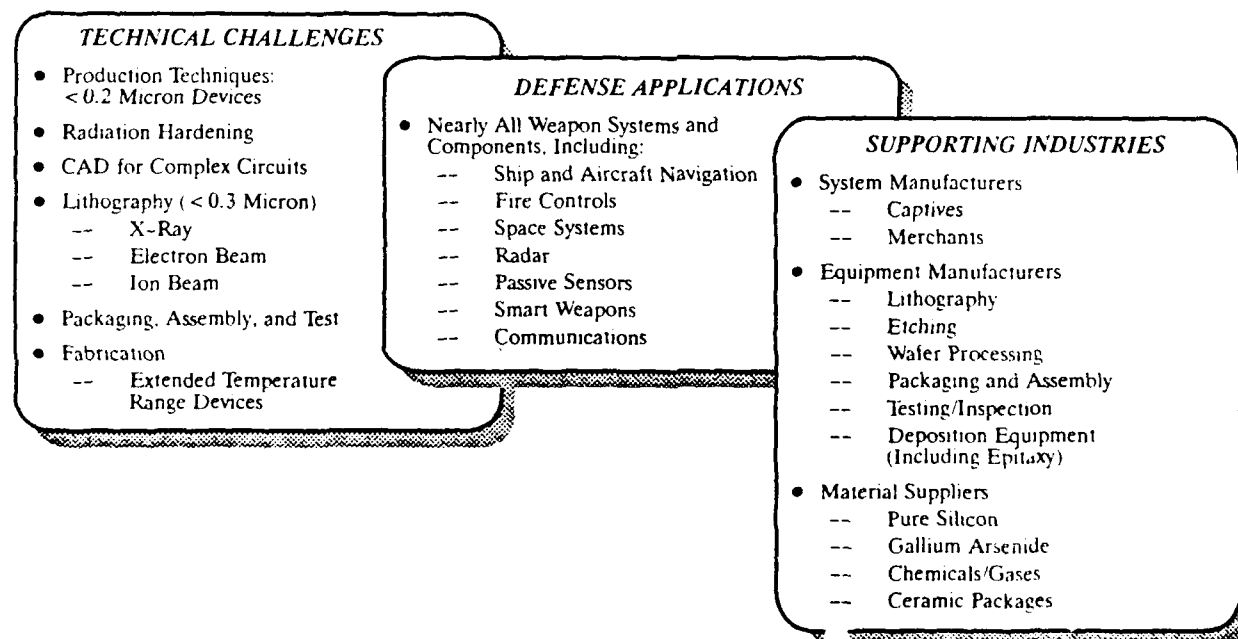 TECHNICAL CHALLENGES
• Production Techniques:
< 0.2 Micron Devices
• Radiation Hardening
• CAD for Complex Circuits
• Lithography ( < 0.3 Micron)
-- X-Ray
-- Electron Beam
-- Ion Beam
• Packaging, Assembly, and Test
• Fabrication
-- Extended Temperature
Range Devices
DEFENSE APPLICATIONS
• Nearly All Weapon Systems and
Components, Including:
-- Ship and Aircraft Navigation
-- Fire Controls
-- Space Systems
-- Radar
-- Passive Sensors
-- Smart Weapons
-- Communications
SUPPORTING INDUSTRIES
• System Manufacturers
-- Captives
-- Merchants
• Equipment Manufacturers
-- Lithography
-- Etching
-- Wafer Processing
-- Packaging and Assembly
-- Testing/Inspection
-- Deposition Equipment
(Including Epitaxy)
• Material Suppliers
-- Pure Silicon
-- Gallium Arsenide
-- Chemicals/Gases
-- Ceramic Packages